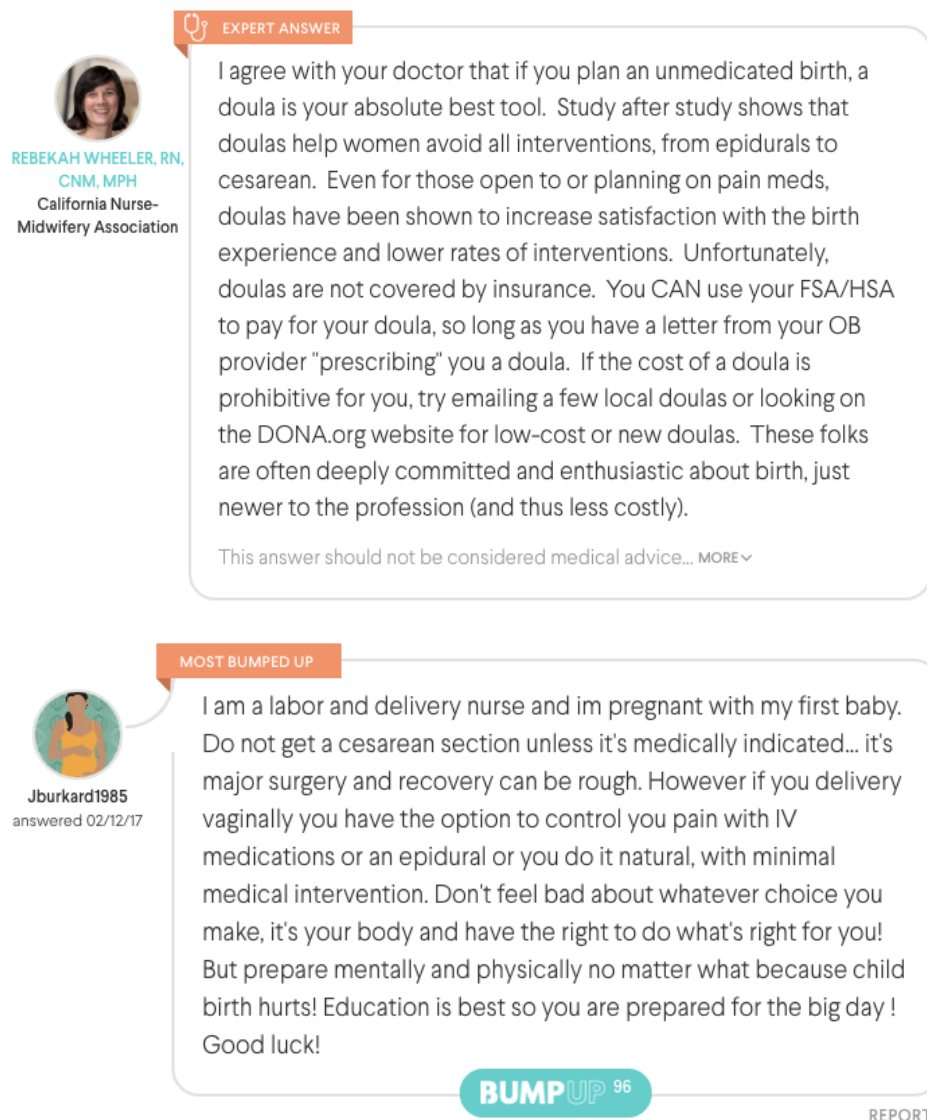 EXPERT ANSWER
REBEKAH WHEELER, RN,
CNM, MPH
California Nurse-
Midwifery Association
I agree with your doctor that if you plan an unmedicated birth, a
doula is your absolute best tool.  Study after study shows that
doulas help women avoid all interventions, from epidurals to
cesarean.  Even for those open to or planning on pain meds,
doulas have been shown to increase satisfaction with the birth
experience and lower rates of interventions.  Unfortunately,
doulas are not covered by insurance.  You CAN use your FSA/HSA
to pay for your doula, so long as you have a letter from your OB
provider "prescribing" you a doula.  If the cost of a doula is
prohibitive for you, try emailing a few local doulas or looking on
the DONA.org website for low-cost or new doulas.  These folks
are often deeply committed and enthusiastic about birth, just
newer to the profession (and thus less costly).
This answer should not be considered medical advice... MORE
MOST BUMPED UP
Jburkard1985
answered 02/12/17
I am a labor and delivery nurse and im pregnant with my first baby.
Do not get a cesarean section unless it's medically indicated... it's
major surgery and recovery can be rough. However if you delivery
vaginally you have the option to control you pain with IV
medications or an epidural or you do it natural, with minimal
medical intervention. Don't feel bad about whatever choice you
make, it's your body and have the right to do what's right for you!
But prepare mentally and physically no matter what because child
birth hurts! Education is best so you are prepared for the big day !
Good luck!
BUMPUP 96
REPORT